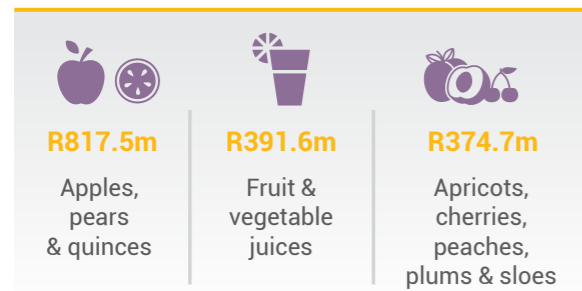 R817.5m
Apples,
pears
& quinces
R391.6m
Fruit &
vegetable
juices
R374.7m
Apricots,
cherries,
peaches,
plums & sloes